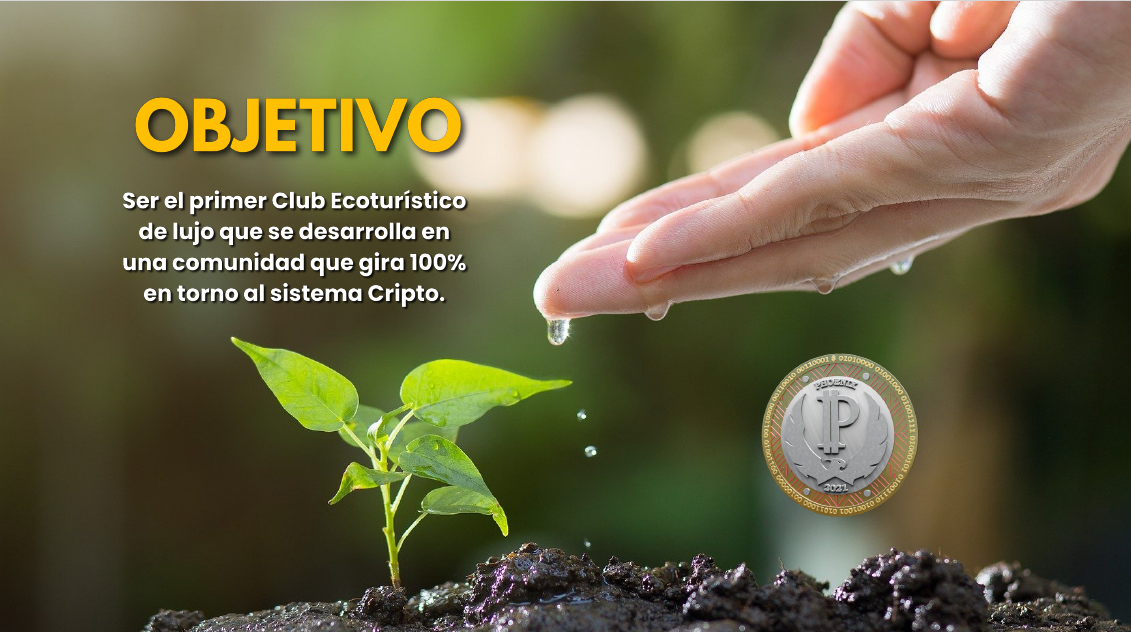 OBJETIVO
Ser el primer Club Ecoturístico
de lujo que se desarrolla en
una comunidad que gira 100%
en torno al sistema Cripto.
PHOENIX
P
2021